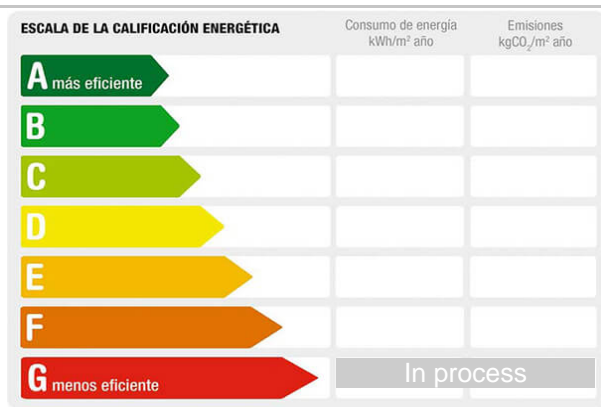 ESCALA DE LA CALIFICACIÓN ENERGÉTICA
Consumo de energía
kWh/m² año
Emisiones
kgCO₂/m² año
A más eficiente
B
C
D
E
F
G menos eficiente
In process